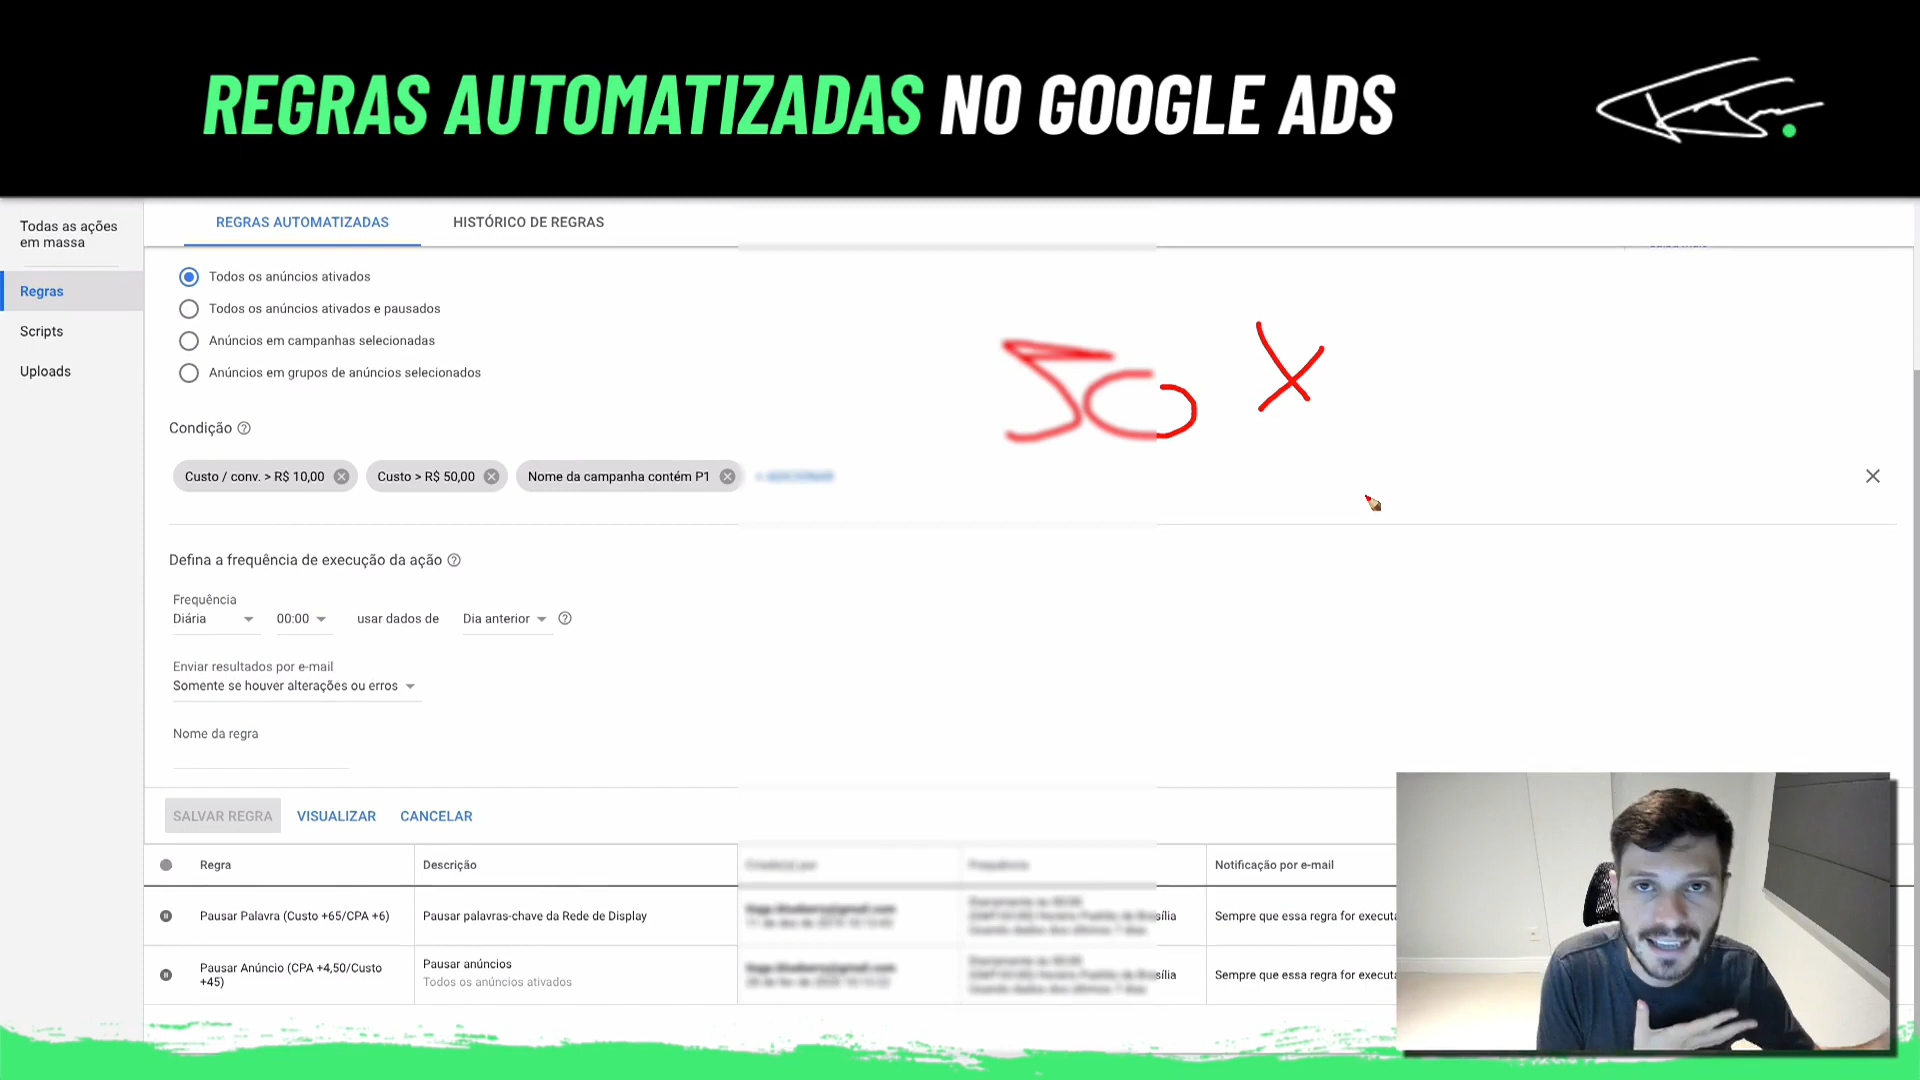 REGRAS AUTOMATIZADAS NO GOOGLE ADS
Todas as ações
em massa
Regras
Scripts
Uploads
REGRAS AUTOMATIZADAS
HISTÓRICO DE REGRAS
Todos os anúncios ativados
Todos os anúncios ativados e pausados
Anúncios em campanhas selecionadas
Anúncios em grupos de anúncios selecionados
50 X
Condição
Custo / conv. > R$ 10,00
Custo > R$ 50,00
Nome da campanha contém P1
+ ADICIONAR
Defina a frequência de execução da ação
Frequência
Diária
00:00
usar dados de
Dia anterior
Enviar resultados por e-mail
Somente se houver alterações ou erros
Nome da regra
SALVAR REGRA
VISUALIZAR
CANCELAR
Regra
Descrição
Notificação por e-mail
Pausar Palavra (Custo +65/CPA +6)
Pausar palavras-chave da Rede de Display
sília
Sempre que essa regra for executa
Pausar Anúncio (CPA +4,50/Custo
+45)
Pausar anúncios
Todos os anúncios ativados
sília
Sempre que essa regra for executa